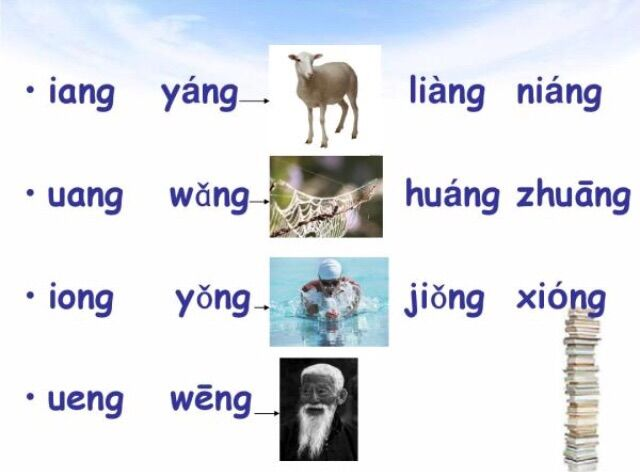 • iang yáng liàng niáng
• uang wǎng huáng zhuāng
• iong yǒng jiǒng xióng
• ueng wēng